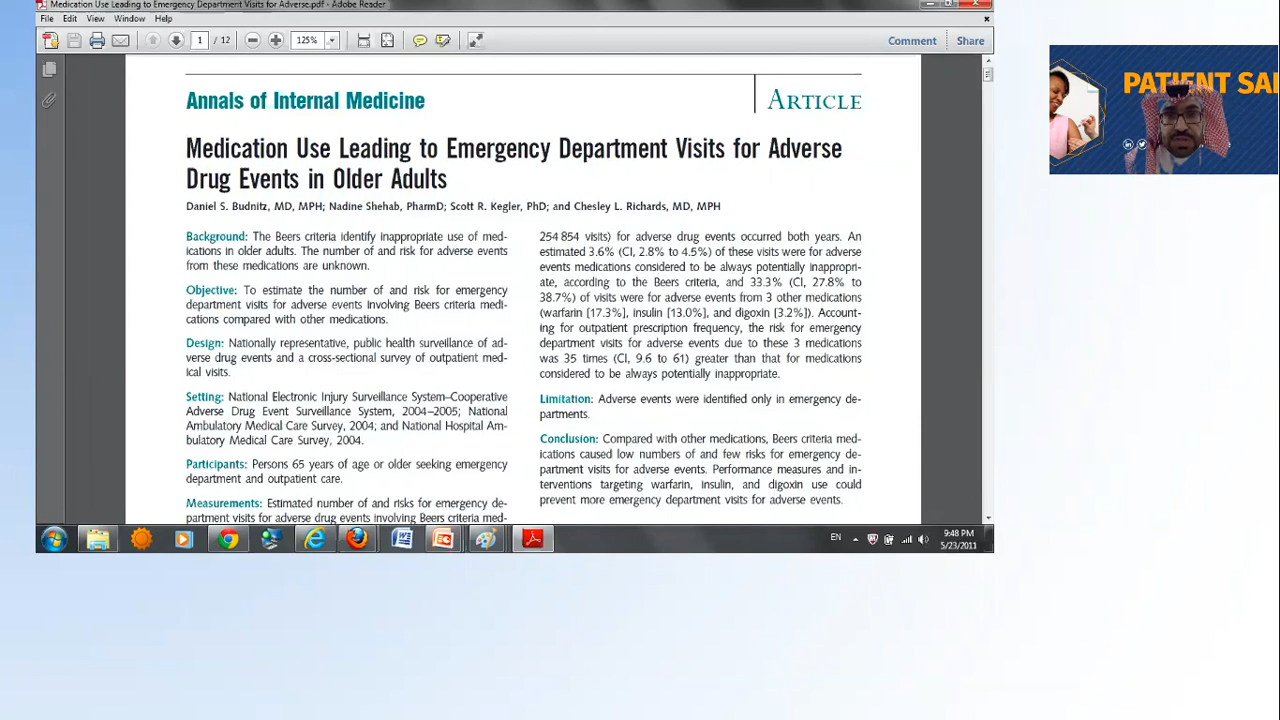 Medication Use Leading to Emergency Department Visits for Adverse.pdf - Adobe Reader
File Edit View Window Help
1 / 12 125% Comment Share
Annals of Internal Medicine
ARTICLE
Medication Use Leading to Emergency Department Visits for Adverse
Drug Events in Older Adults
Daniel S. Budnitz, MD, MPH; Nadine Shehab, PharmD; Scott R. Kegler, PhD; and Chesley L. Richards, MD, MPH
Background: The Beers criteria identify inappropriate use of med-
ications in older adults. The number of and risk for adverse events
from these medications are unknown.
Objective: To estimate the number of and risk for emergency
department visits for adverse events involving Beers criteria medi-
cations compared with other medications.
Design: Nationally representative, public health surveillance of ad-
verse drug events and a cross-sectional survey of outpatient med-
ical visits.
Setting: National Electronic Injury Surveillance System–Cooperative
Adverse Drug Event Surveillance System, 2004–2005; National
Ambulatory Medical Care Survey, 2004; and National Hospital Am-
bulatory Medical Care Survey, 2004.
Participants: Persons 65 years of age or older seeking emergency
department and outpatient care.
Measurements: Estimated number of and risks for emergency de-
partment visits for adverse drug events involving Beers criteria med-
254 854 visits) for adverse drug events occurred both years. An
estimated 3.6% (CI, 2.8% to 4.5%) of these visits were for adverse
events medications considered to be always potentially inappropri-
ate, according to the Beers criteria, and 33.3% (CI, 27.8% to
38.7%) of visits were for adverse events from 3 other medications
(warfarin [17.3%], insulin [13.0%], and digoxin [3.2%]). Account-
ing for outpatient prescription frequency, the risk for emergency
department visits for adverse events due to these 3 medications
was 35 times (CI, 9.6 to 61) greater than that for medications
considered to be always potentially inappropriate.
Limitation: Adverse events were identified only in emergency de-
partments.
Conclusion: Compared with other medications, Beers criteria med-
ications caused low numbers of and few risks for emergency de-
partment visits for adverse events. Performance measures and in-
terventions targeting warfarin, insulin, and digoxin use could
prevent more emergency department visits for adverse events.
EN
9:48 PM
5/23/2011
PATIENT SA